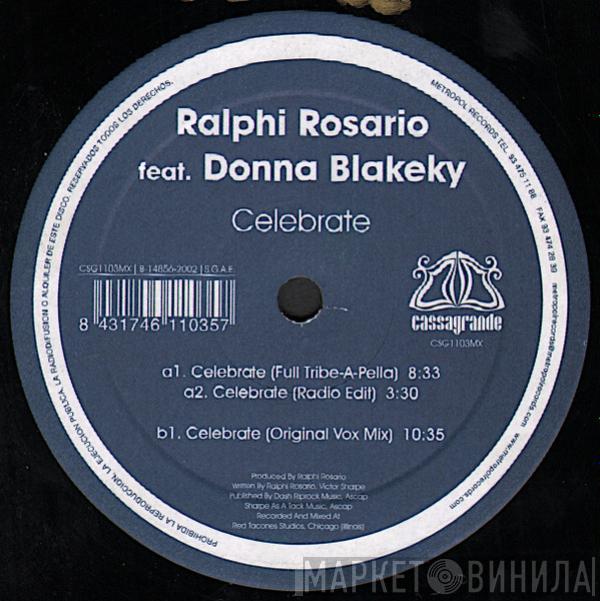 Ralphi Rosario
feat. Donna Blakeky
Celebrate
CSG1103MX | B-14856-2002 | S.G.A.E.
8 431746 110357
cassagrande
CSG1103MX
a1. Celebrate (Full Tribe-A-Pella) 8:33
a2. Celebrate (Radio Edit) 3:30
b1. Celebrate (Original Vox Mix) 10:35
Produced By Ralphi Rosario
Written By Ralphi Rosario, Victor Sharpe
Published By Dash Riprock Music, Ascap
Sharpe As A Tack Music, Ascap
Recorded And Mixed At
Red Tacones Studios, Chicago (Illinois)
PROHIBIDA LA REPRODUCCION, LA EJECUCION PUBLICA, LA RADIODIFUSION O ALQUILER DE ESTE DISCO. RESERVADOS TODOS LOS DERECHOS.
METROPOL RECORDS TEL. 93 475 11 88 FAX 93 474 28 39 metropolrecords@metropolrecords.com www.metropolrecords.com
МАРКЕТ ВИНИЛА